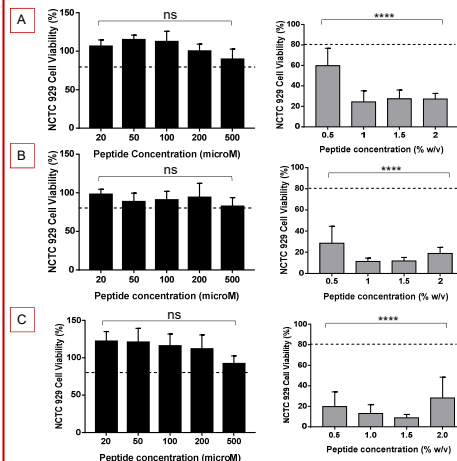 A
NCTC 929 Cell Viability (%)
150
100
50
0
ns
20 50 100 200 500
Peptide Concentration (microM)
NCTC 929 Cell Viability (%)
100
80
60
40
20
0
****
0.5 1 1.5 2
Peptide concentration (% w/v)
B
NCTC 929 Cell Viability (%)
150
100
50
0
ns
20 50 100 200 500
Peptide concentration (microM)
NCTC 929 Cell Viability (%)
100
80
60
40
20
0
****
0.5 1 1.5 2
Peptide concentration (% w/v)
C
NCTC 929 Cell Viability (%)
150
100
50
0
ns
20 50 100 200 500
Peptide concentration (microM)
NCTC 929 Cell Viability (%)
100
80
60
40
20
0
****
0.5 1.0 1.5 2.0
Peptide concentration (% w/v)